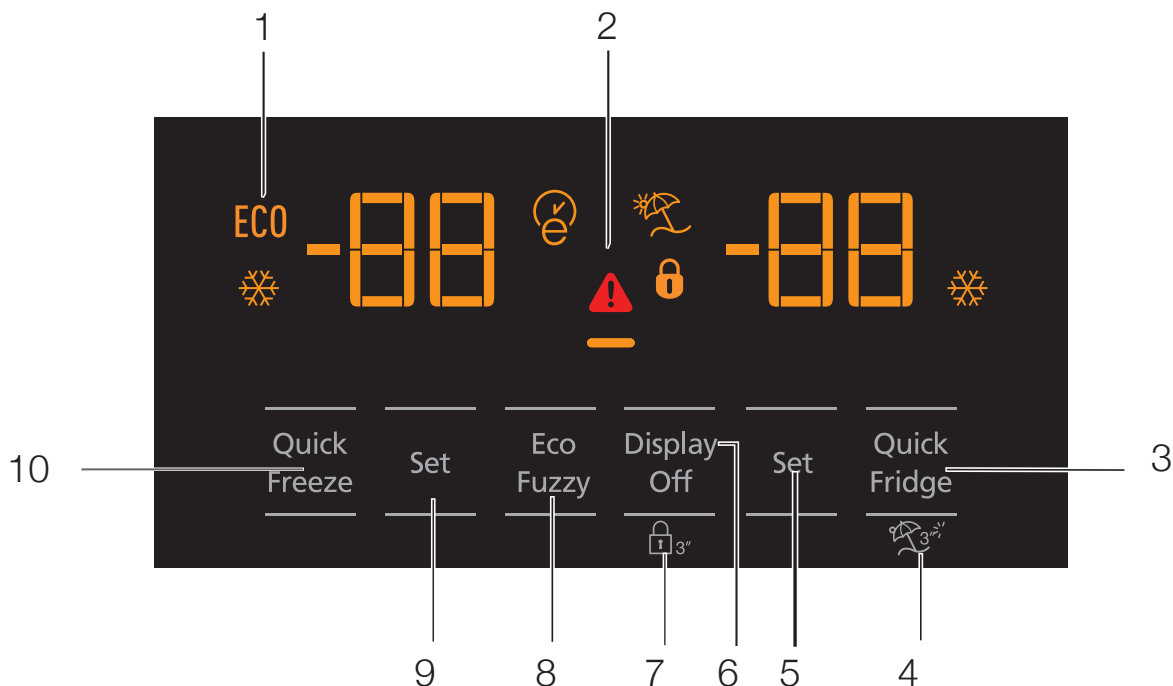 1
2
ECO
-88
e
-88
Quick
Freeze
Set
Eco
Fuzzy
Display
Off
Set
Quick
Fridge
3"
3"
10
3
9
8
7
6
5
4